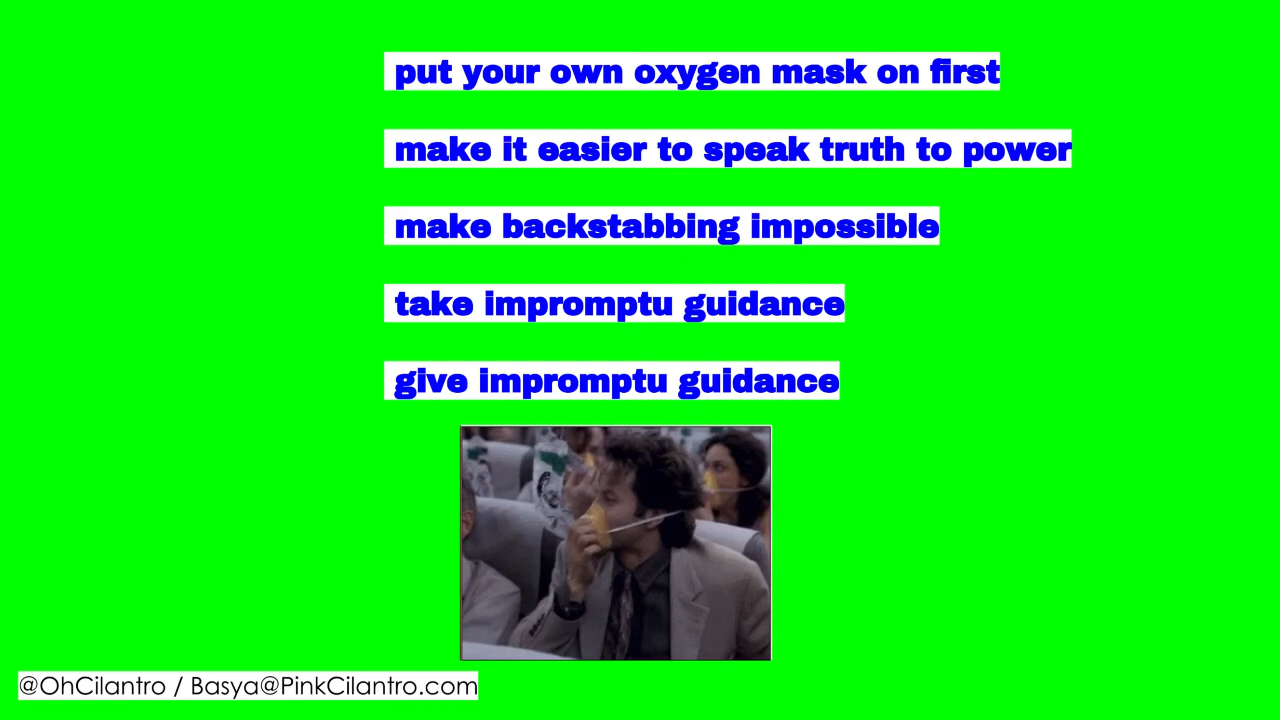 put your own oxygen mask on first
make it easier to speak truth to power
make backstabbing impossible
take impromptu guidance
give impromptu guidance
@OhCilantro / Basya@PinkCilantro.com